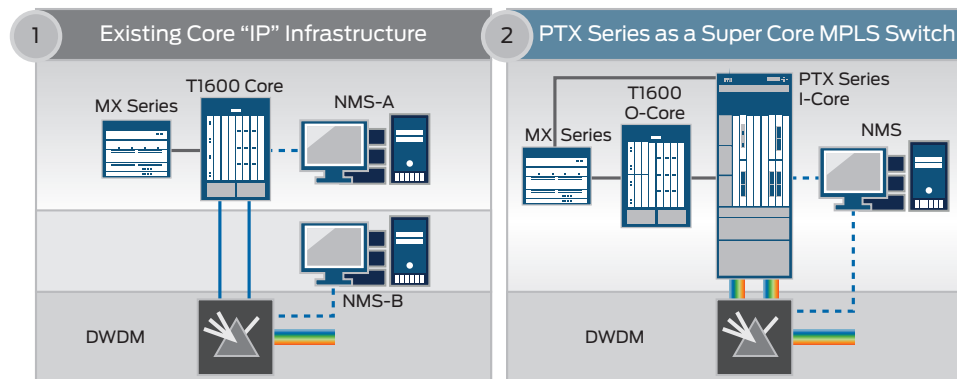 1
Existing Core “IP” Infrastructure
T1600 Core
MX Series
NMS-A
NMS-B
DWDM
2
PTX Series as a Super Core MPLS Switch
PTX Series
I-Core
T1600
O-Core
MX Series
NMS
DWDM